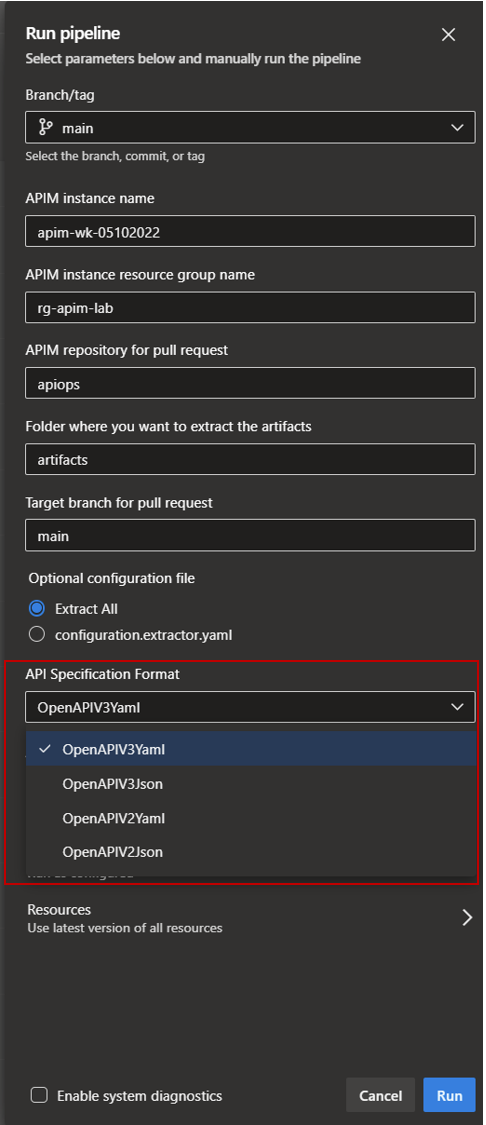 Run pipeline
Select parameters below and manually run the pipeline
Branch/tag
main
Select the branch, commit, or tag
APIM instance name
apim-wk-05102022
APIM instance resource group name
rg-apim-lab
APIM repository for pull request
apiops
Folder where you want to extract the artifacts
artifacts
Target branch for pull request
main
Optional configuration file
Extract All
configuration.extractor.yaml
API Specification Format
OpenAPIV3Yaml
OpenAPIV3Yaml
OpenAPIV3Json
OpenAPIV2Yaml
OpenAPIV2Json
Run as configured
Resources
Use latest version of all resources
Enable system diagnostics
Cancel
Run